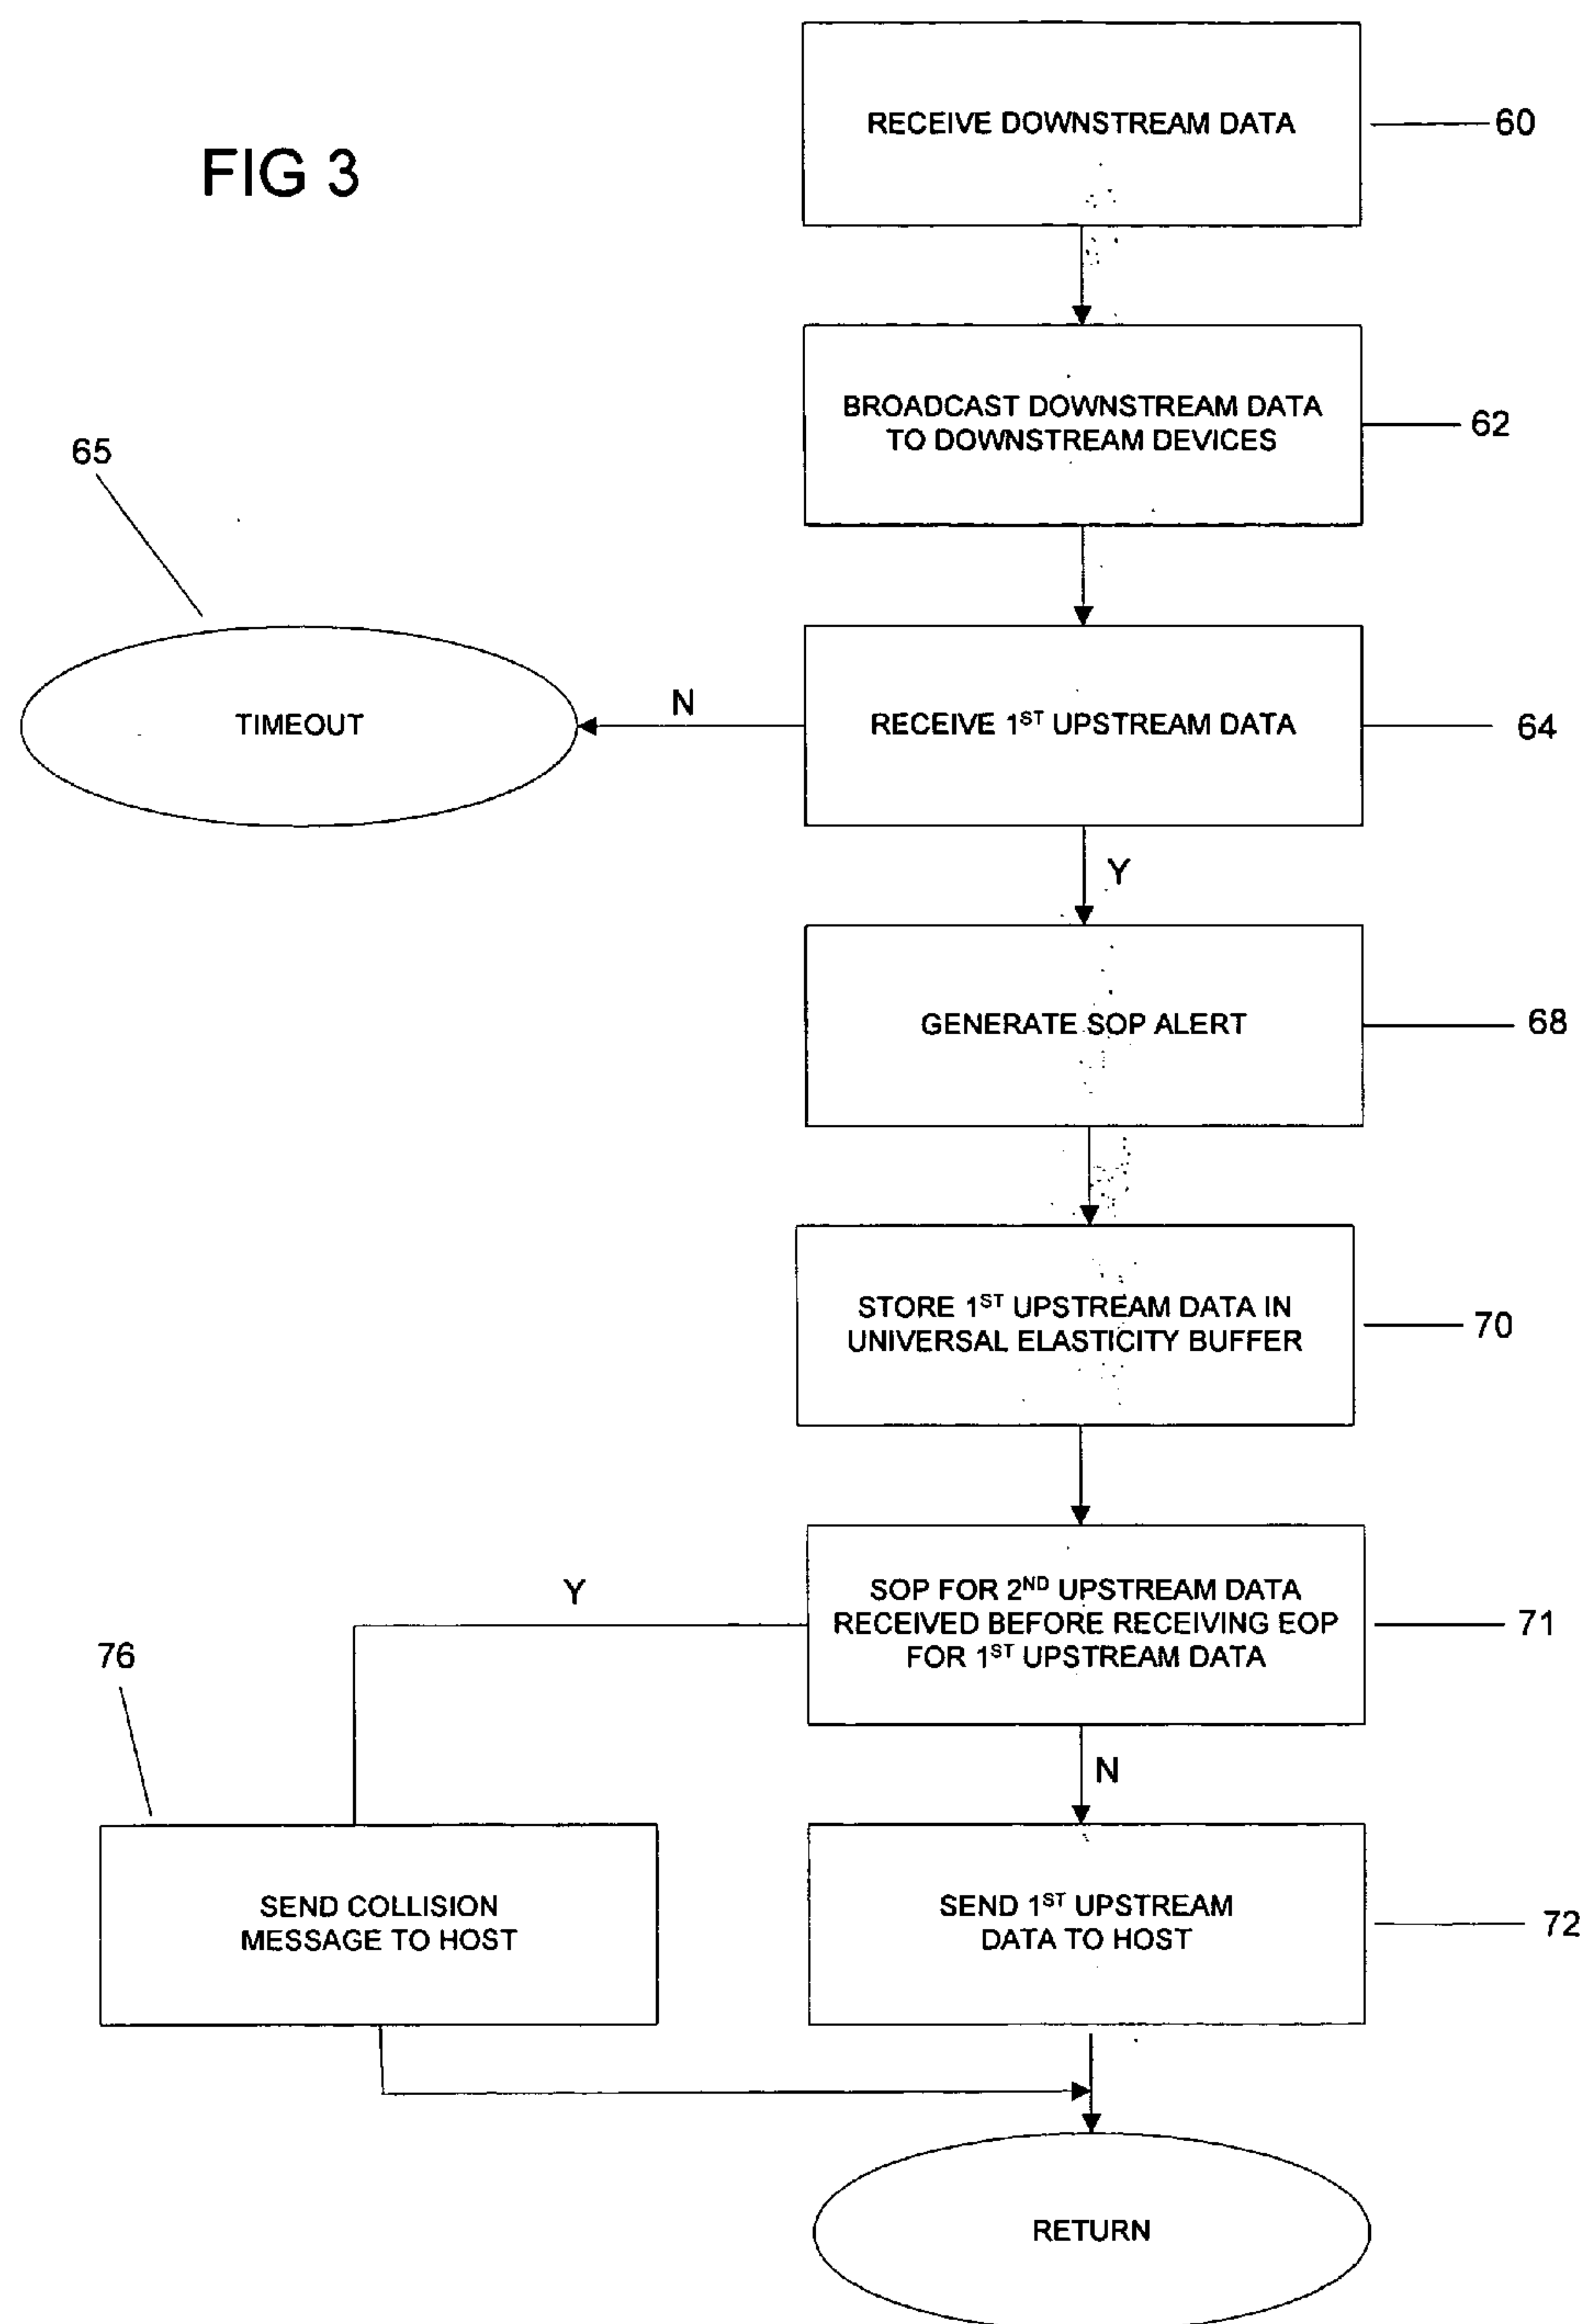 FIG 3
RECEIVE DOWNSTREAM DATA
60
BROADCAST DOWNSTREAM DATA
TO DOWNSTREAM DEVICES
62
65
TIMEOUT
N
RECEIVE 1ST UPSTREAM DATA
64
Y
GENERATE SOP ALERT
68
STORE 1ST UPSTREAM DATA IN
UNIVERSAL ELASTICITY BUFFER
70
Y
SOP FOR 2ND UPSTREAM DATA
RECEIVED BEFORE RECEIVING EOP
FOR 1ST UPSTREAM DATA
71
76
N
SEND COLLISION
MESSAGE TO HOST
SEND 1ST UPSTREAM
DATA TO HOST
72
RETURN